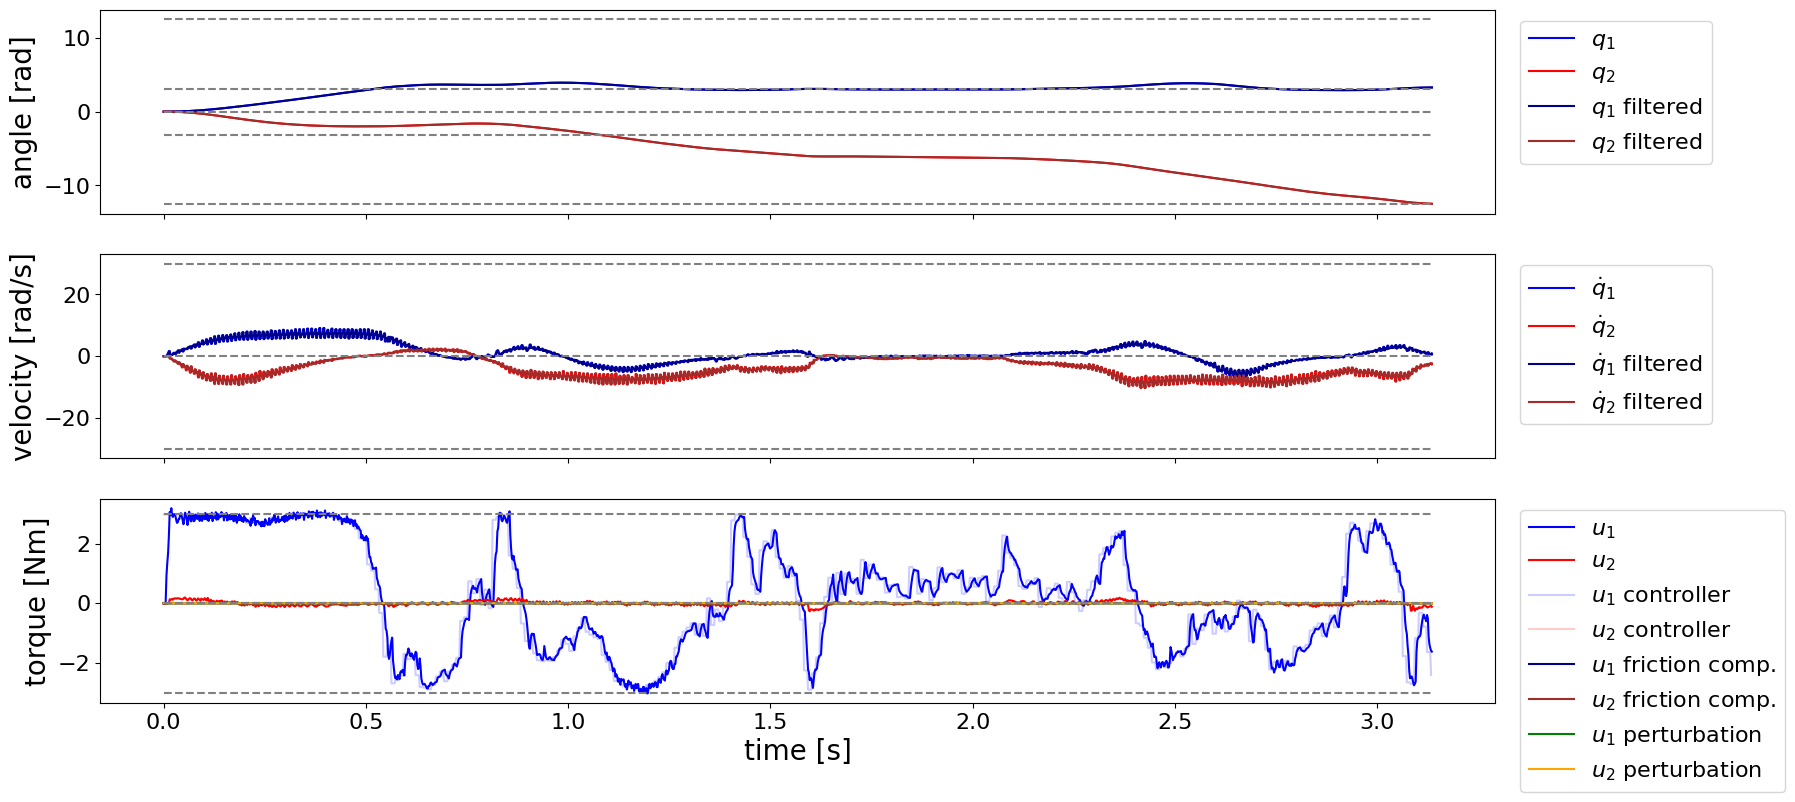 angle [rad]
10
0
−10
q₁
q₂
q₁ filtered
q₂ filtered
velocity [rad/s]
20
0
−20
q̇₁
q̇₂
q̇₁ filtered
q̇₂ filtered
torque [Nm]
2
0
−2
0.0
0.5
1.0
1.5
2.0
2.5
3.0
time [s]
u₁
u₂
u₁ controller
u₂ controller
u₁ friction comp.
u₂ friction comp.
u₁ perturbation
u₂ perturbation